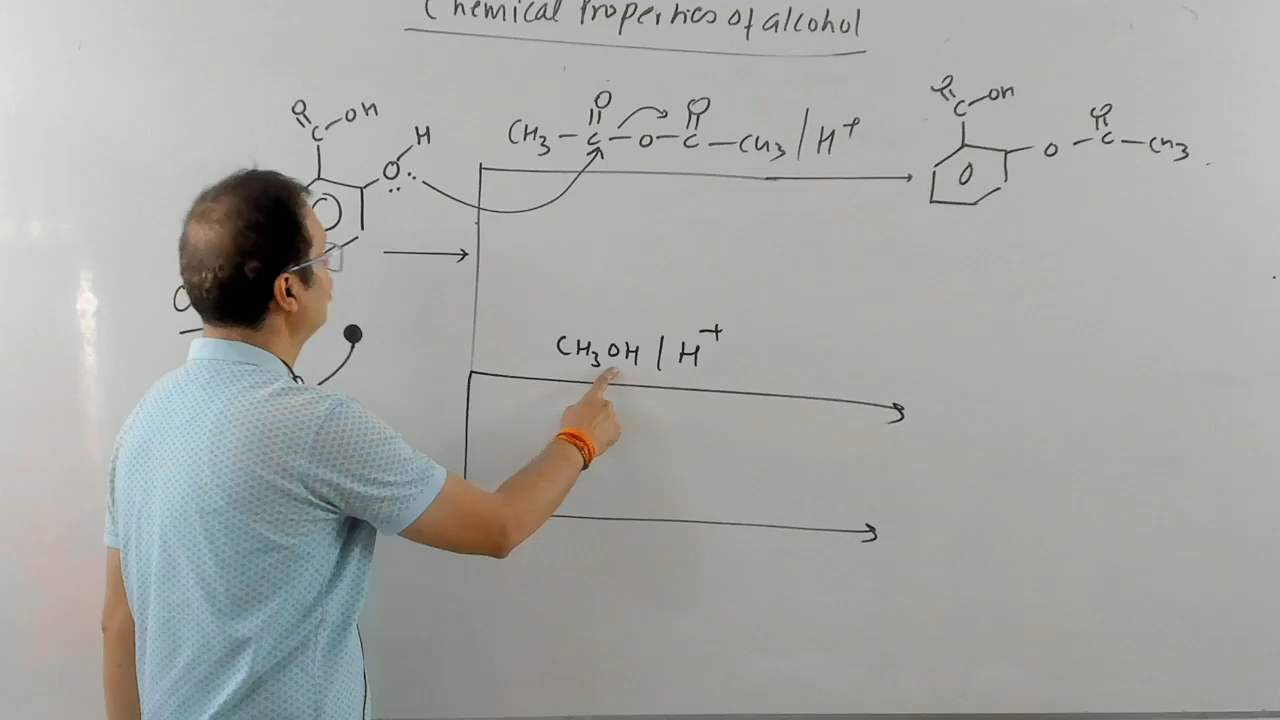 Chemical Properties of alcohol
O
C-OH
H
O
CH3-C-O-C-CH3/H+
O O
O
C-OH
O
O-C-CH3
CH3OH/H+